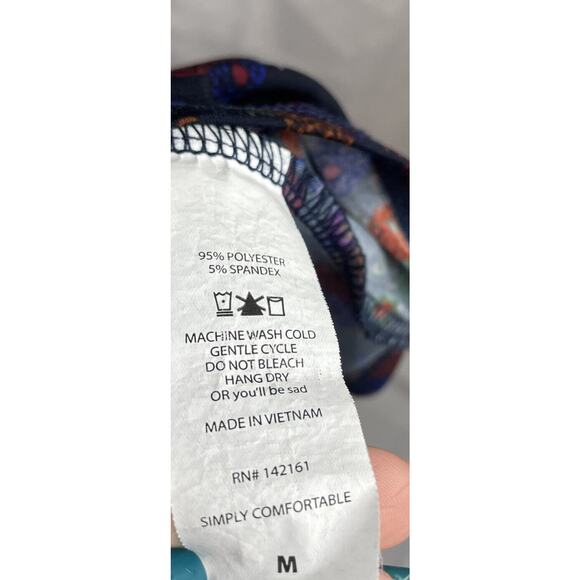 95% POLYESTER
5% SPANDEX
MACHINE WASH COLD
GENTLE CYCLE
DO NOT BLEACH
HANG DRY
OR you'll be sad
MADE IN VIETNAM
RN# 142161
SIMPLY COMFORTABLE
M